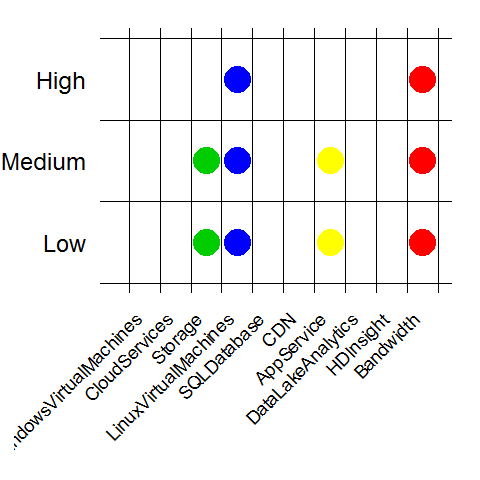 High
Medium
Low
ndowsVirtualMachines
CloudServices
Storage
LinuxVirtualMachines
SQLDatabase
CDN
AppService
DataLakeAnalytics
HDInsight
Bandwidth